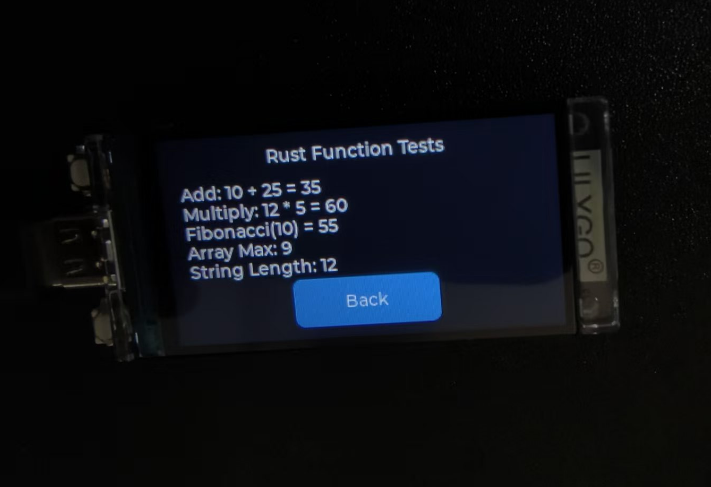 Rust Function Tests
Add: 10 + 25 = 35
Multiply: 12 * 5 = 60
Fibonacci(10) = 55
Array Max: 9
String Length: 12
Back
LILYGO®